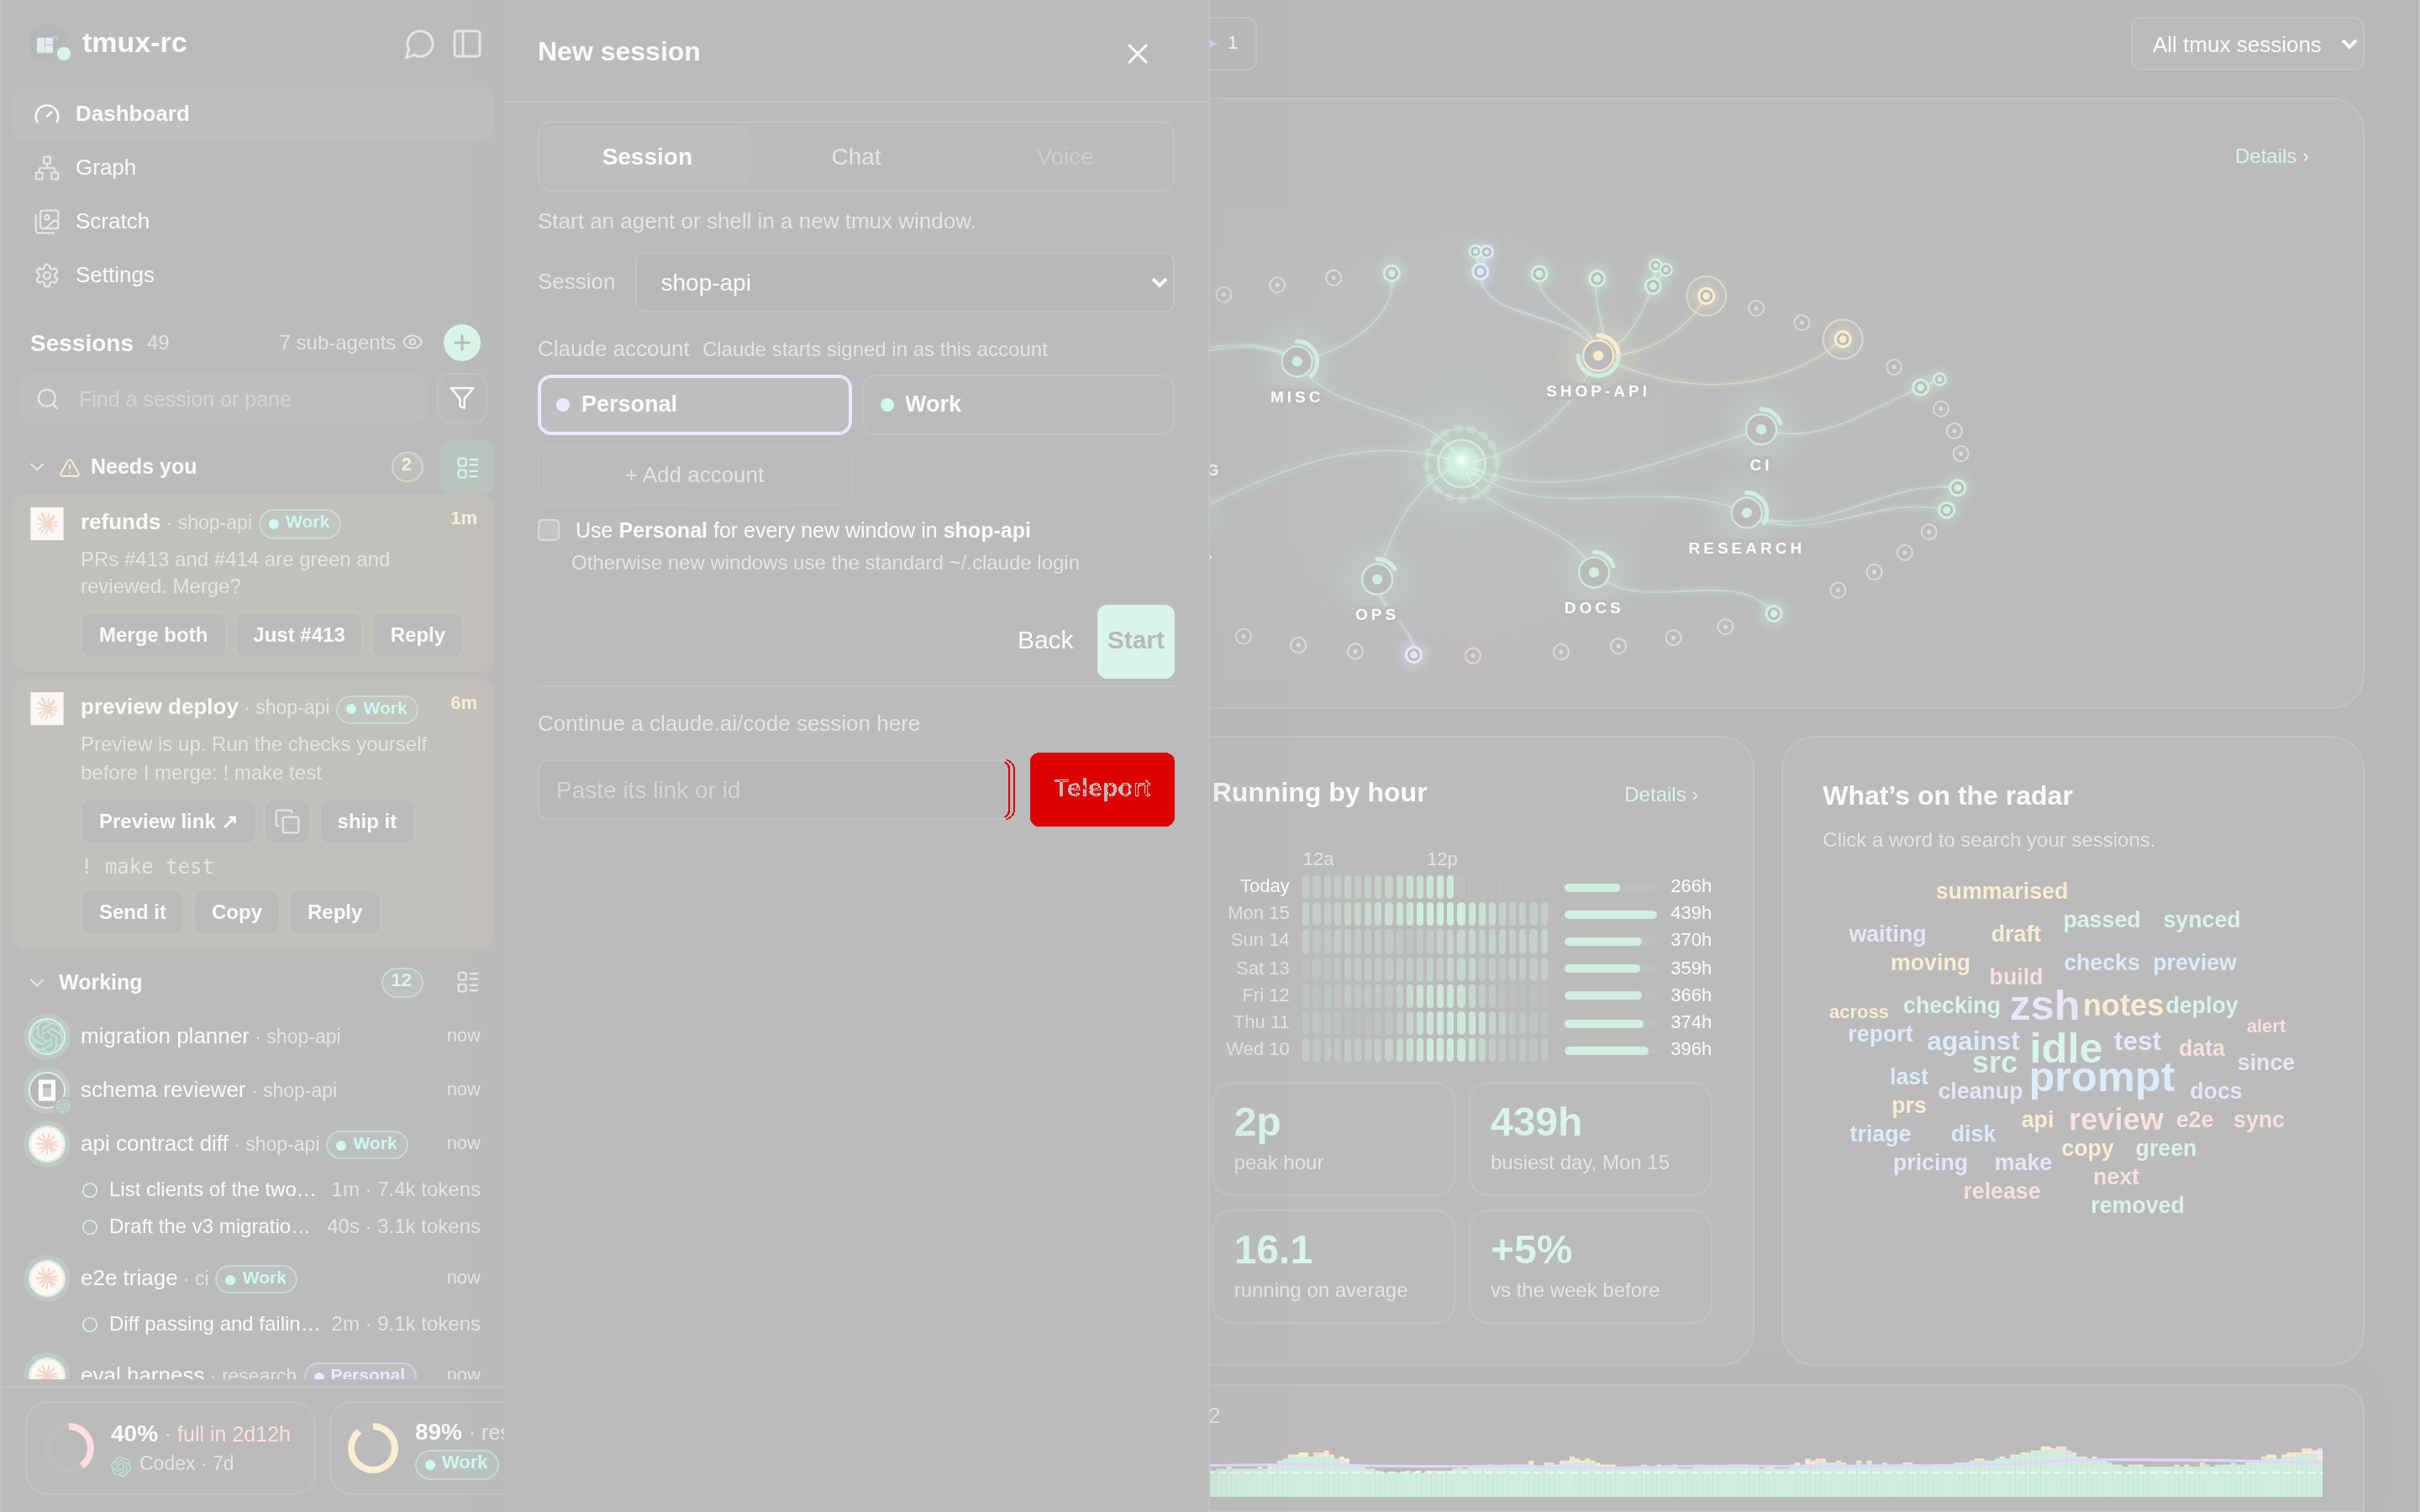 tmux-rc
Dashboard
Graph
Scratch
Settings
Sessions 49 7 sub-agents
Find a session or pane
Needs you 2
refunds · shop-api Work 1m
PRs #413 and #414 are green and
reviewed. Merge?
Merge both Just #413 Reply
preview deploy · shop-api Work 6m
Preview is up. Run the checks yourself
before I merge: ! make test
Preview link ↗ ship it
! make test
Send it Copy Reply
Working 12
migration planner · shop-api now
schema reviewer · shop-api now
api contract diff · shop-api Work now
List clients of the two… 1m · 7.4k tokens
Draft the v3 migratio… 40s · 3.1k tokens
e2e triage · ci Work now
Diff passing and failin… 2m · 9.1k tokens
eval harness · research Personal now
40% · full in 2d12h
Codex · 7d
89% · res
Work
New session
Session Chat Voice
Start an agent or shell in a new tmux window.
Session shop-api
Claude account Claude starts signed in as this account
Personal Work
+ Add account
Use Personal for every new window in shop-api
Otherwise new windows use the standard ~/.claude login
Back Start
Continue a claude.ai/code session here
Paste its link or id Teleport
1
All tmux sessions
Details ›
MISC
SHOP-API
CI
G
RESEARCH
DOCS
OPS
Running by hour Details ›
12a 12p
Today 266h
Mon 15 439h
Sun 14 370h
Sat 13 359h
Fri 12 366h
Thu 11 374h
Wed 10 396h
2p
peak hour
439h
busiest day, Mon 15
16.1
running on average
+5%
vs the week before
What’s on the radar
Click a word to search your sessions.
summarised
passed synced
waiting draft
moving checks preview
build
across checking zsh notes deploy
report against idle test data alert
src since
last prompt
cleanup docs
prs
api review e2e sync
triage disk
copy green
pricing make
next
release
removed
2